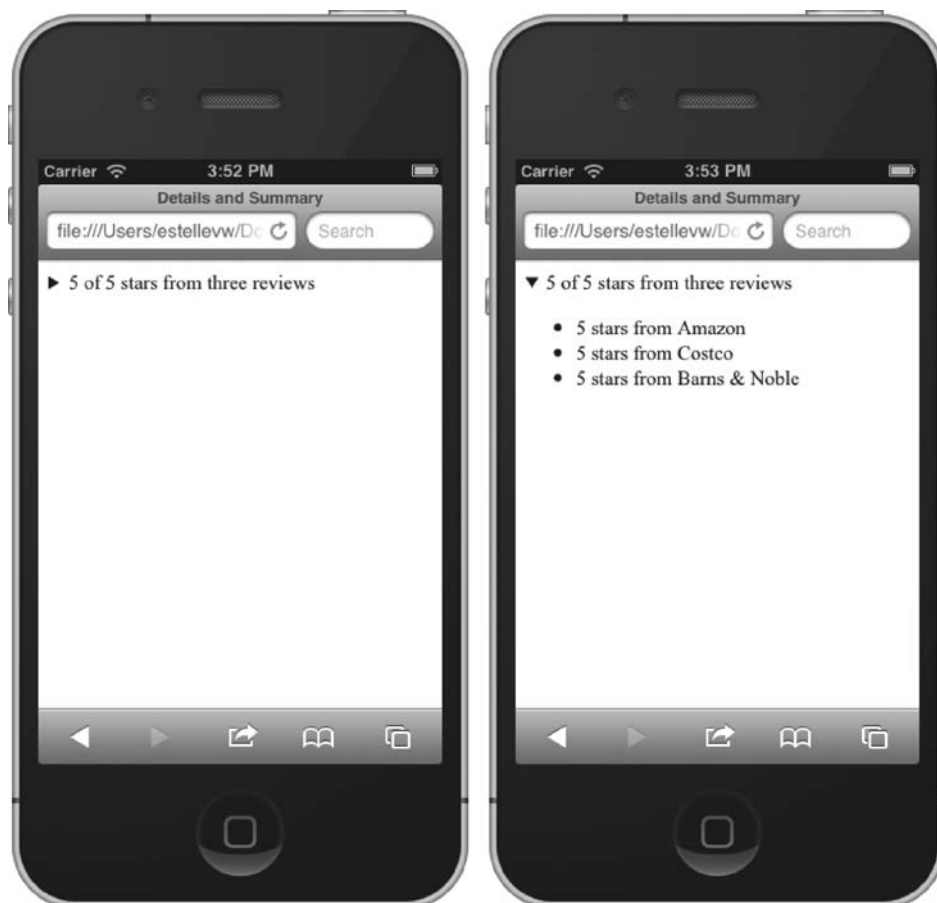 Carrier 3:52 PM
Details and Summary
file:///Users/estellevw/Do Search
5 of 5 stars from three reviews
Carrier 3:53 PM
Details and Summary
file:///Users/estellevw/Do Search
5 of 5 stars from three reviews
5 stars from Amazon
5 stars from Costco
5 stars from Barns & Noble